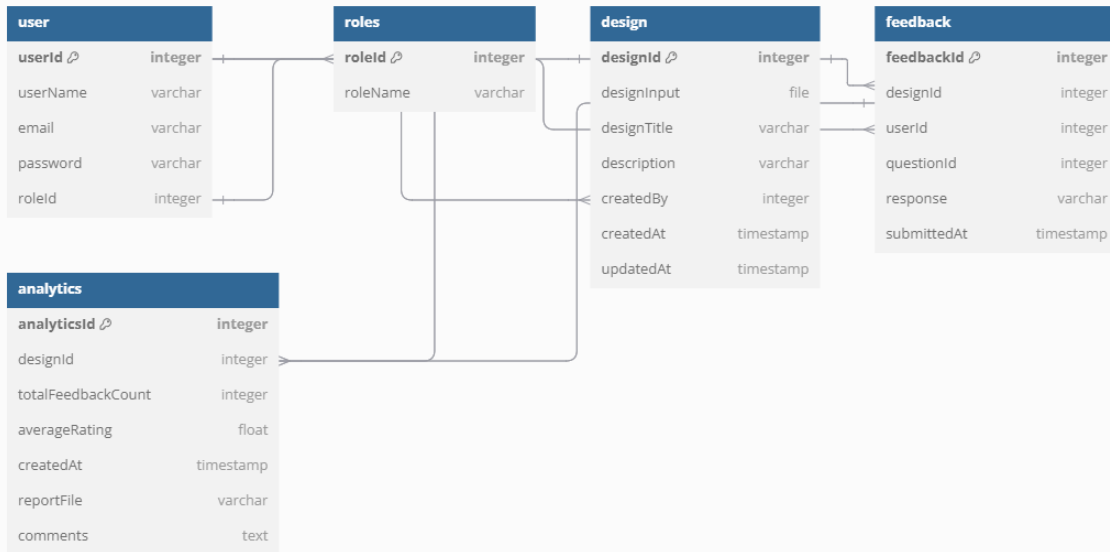 user
userId integer
userName varchar
email varchar
password varchar
roleId integer
roles
roleId integer
roleName varchar
design
designId integer
designInput file
designTitle varchar
description varchar
createdBy integer
createdAt timestamp
updatedAt timestamp
feedback
feedbackId integer
designId integer
userId integer
questionId integer
response varchar
submittedAt timestamp
analytics
analyticsId integer
designId integer
totalFeedbackCount integer
averageRating float
createdAt timestamp
reportFile varchar
comments text